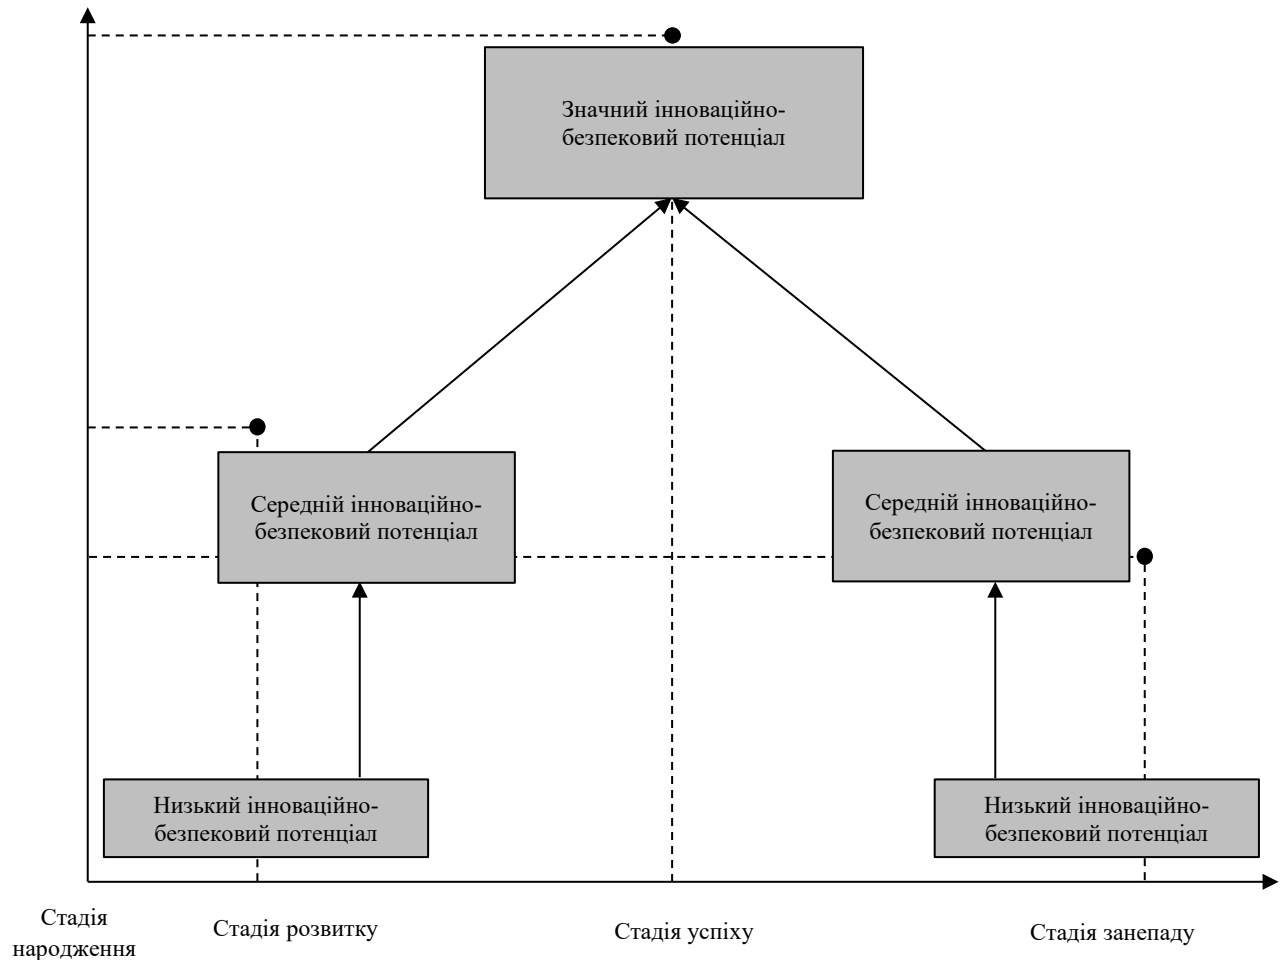 Значний інноваційно-
безпековий потенціал
Середній інноваційно-
безпековий потенціал
Середній інноваційно-
безпековий потенціал
Низький інноваційно-
безпековий потенціал
Низький інноваційно-
безпековий потенціал
Стадія
народження
Стадія розвитку
Стадія успіху
Стадія занепаду